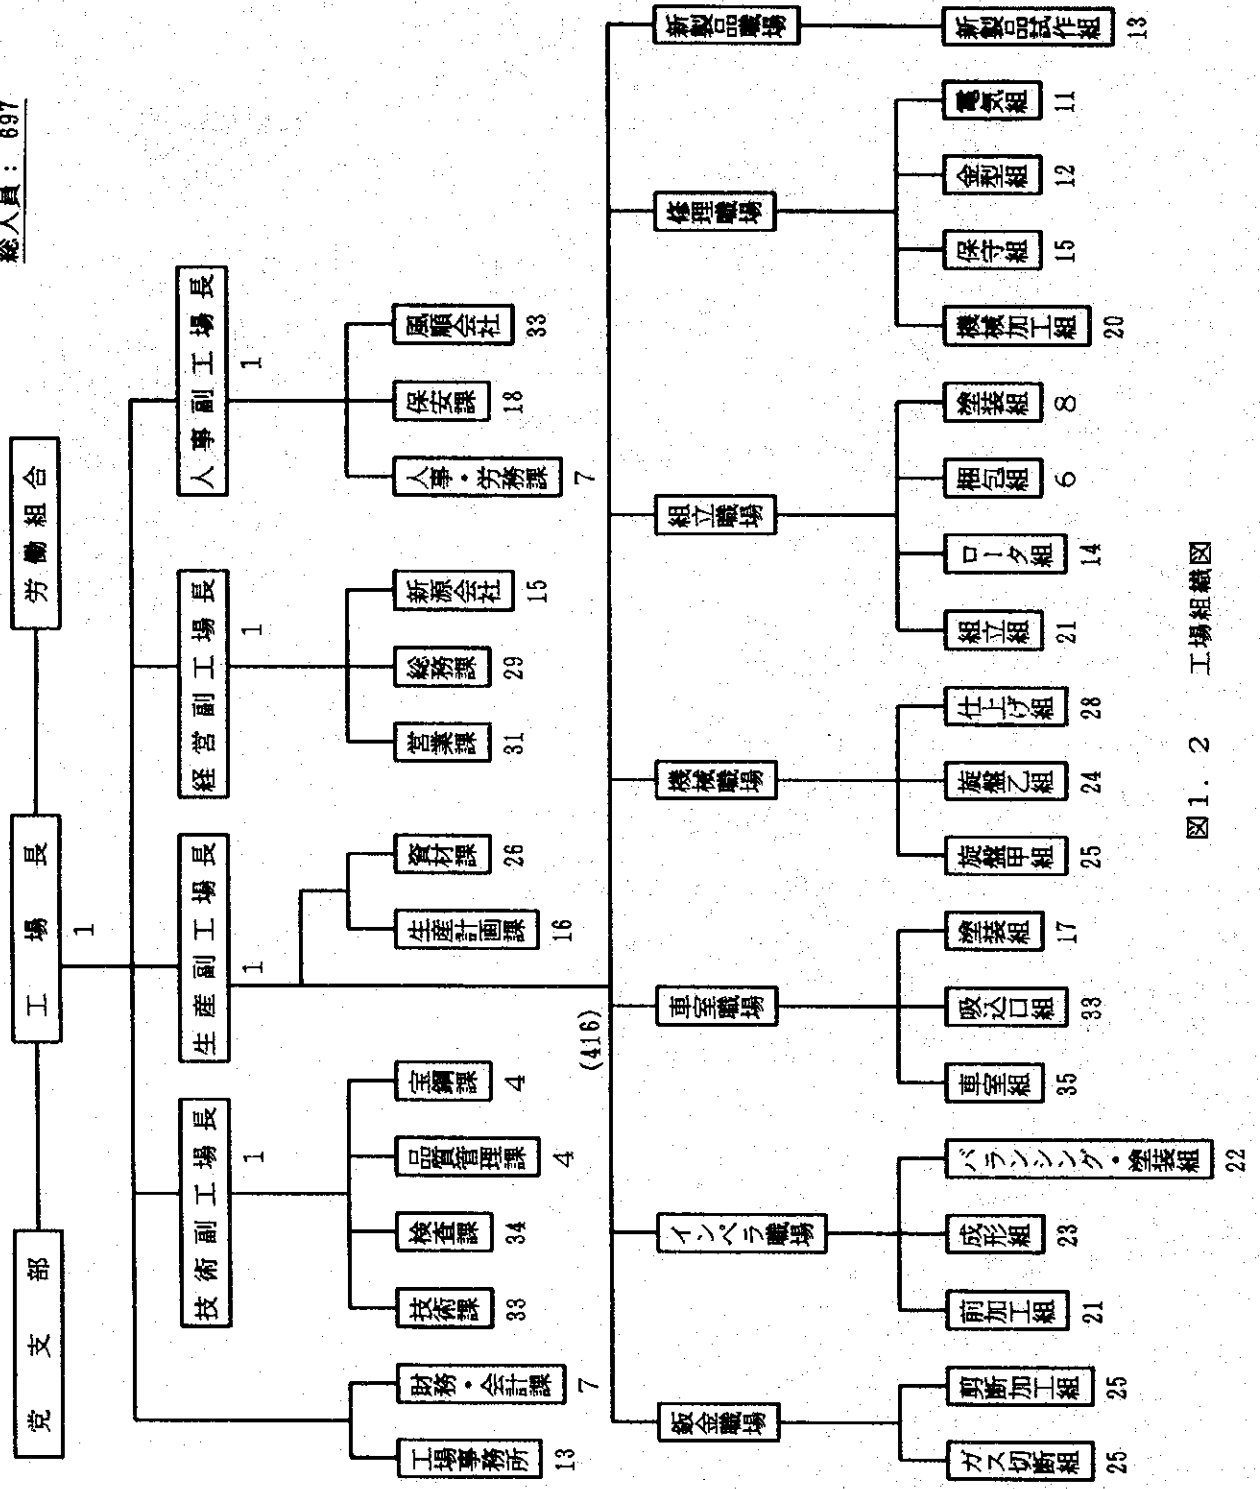 総人員：697
党支部
工場長
1
労働組合
技術副工場長
1
生産副工場長
1
経営副工場長
1
人事副工場長
1
工場事務所
13
財務・会計課
7
技術課
33
検査課
34
品質管理課
4
宝鋼課
4
生産計画課
16
資材課
26
営業課
31
総務課
29
新源会社
15
人事・労務課
7
保安課
18
風順会社
33
(416)
鈑金職場
インペラ職場
車室職場
機械職場
組立職場
修理職場
新製品職場
ガス切断組
25
剪断加工組
25
前加工組
21
成形組
23
バランシング・塗装組
22
車室組
35
吸込口組
33
塗装組
17
旋盤甲組
25
旋盤乙組
24
仕上げ組
28
組立組
21
ロータ組
14
梱包組
6
塗装組
8
機械加工組
20
保守組
15
金型組
12
電気組
11
新製品試作組
13
図1．2　工場組織図